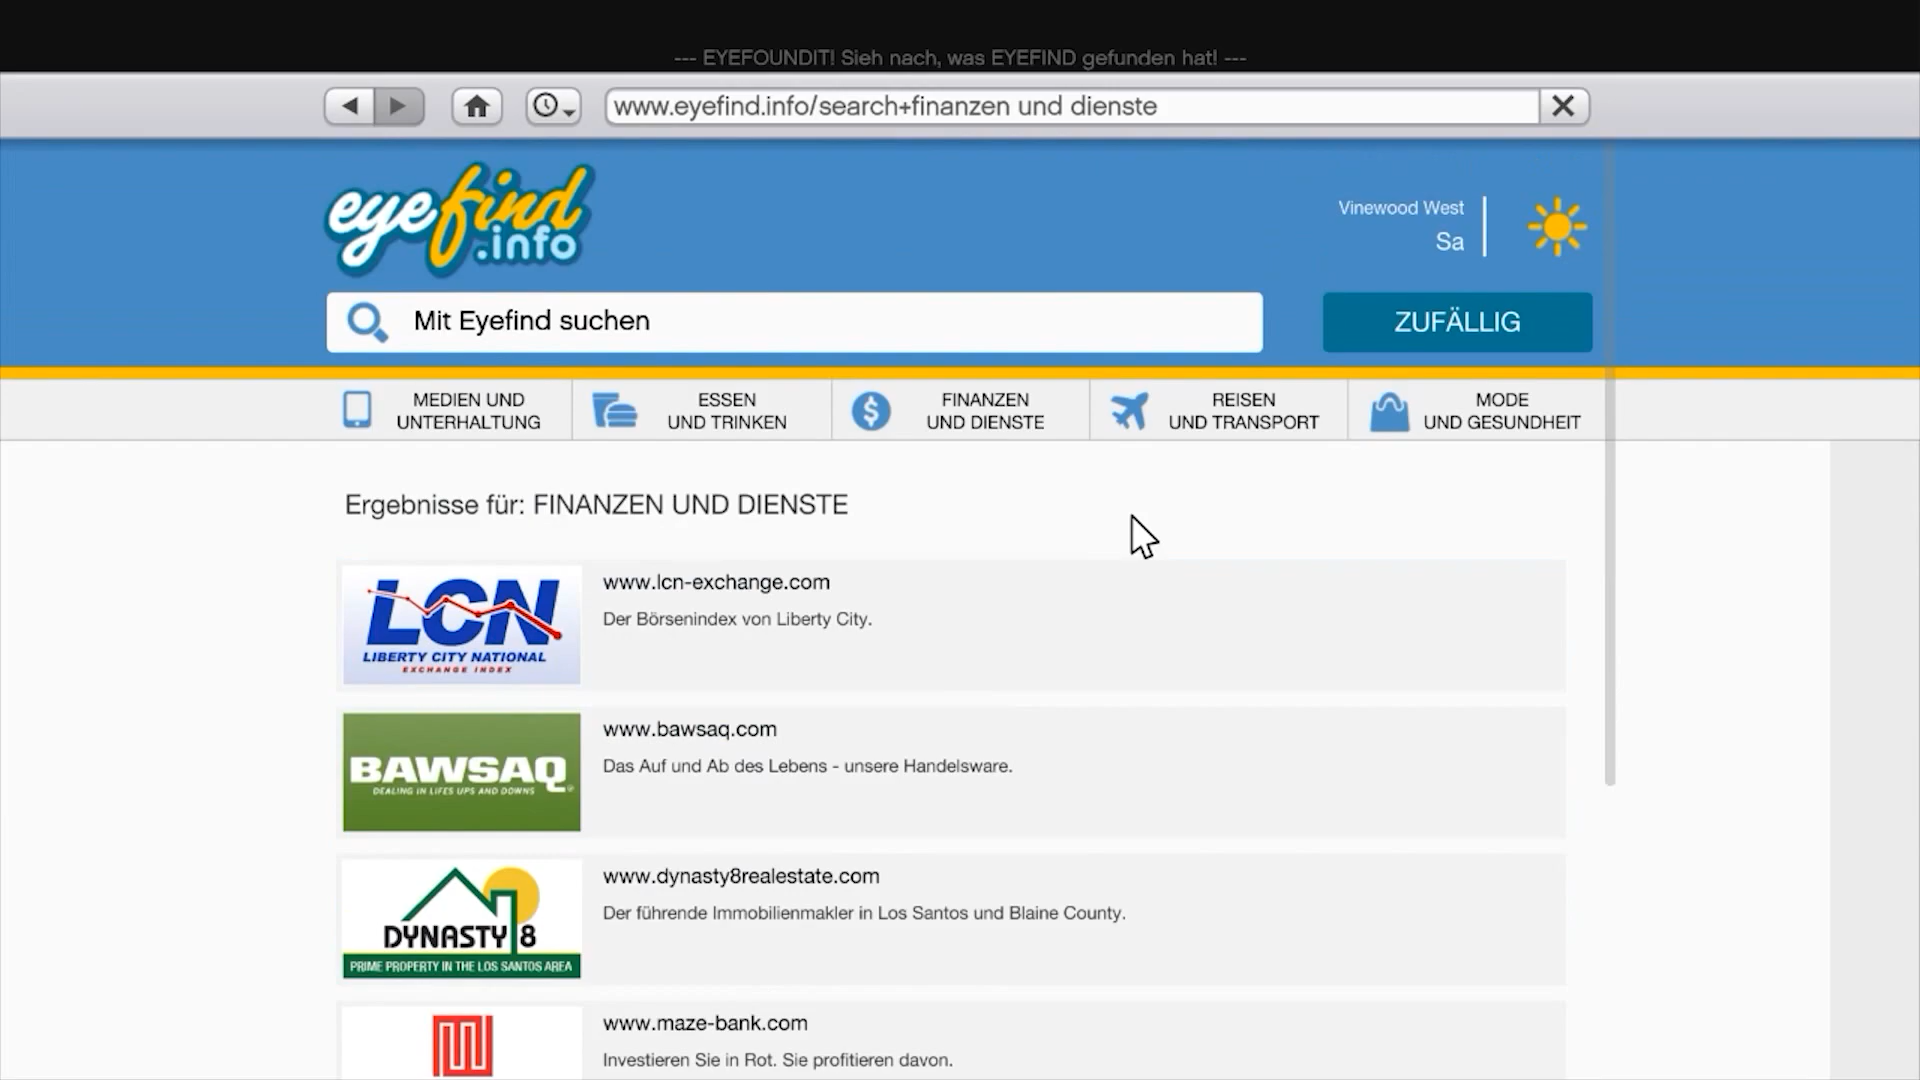 --- EYEFOUNDIT! Sieh nach, was EYEFIND gefunden hat! ---
www.eyefind.info/search+finanzen und dienste
eyefind
.info
Vinewood West
Sa
Mit Eyefind suchen
ZUFÄLLIG
MEDIEN UND
UNTERHALTUNG
ESSEN
UND TRINKEN
FINANZEN
UND DIENSTE
REISEN
UND TRANSPORT
MODE
UND GESUNDHEIT
Ergebnisse für: FINANZEN UND DIENSTE
LCN
LIBERTY CITY NATIONAL
EXCHANGE INDEX
www.lcn-exchange.com
Der Börsenindex von Liberty City.
BAWSAQ
DEALING IN LIFES UPS AND DOWNS
www.bawsaq.com
Das Auf und Ab des Lebens - unsere Handelsware.
DYNASTY 8
PRIME PROPERTY IN THE LOS SANTOS AREA
www.dynasty8realestate.com
Der führende Immobilienmakler in Los Santos und Blaine County.
www.maze-bank.com
Investieren Sie in Rot. Sie profitieren davon.